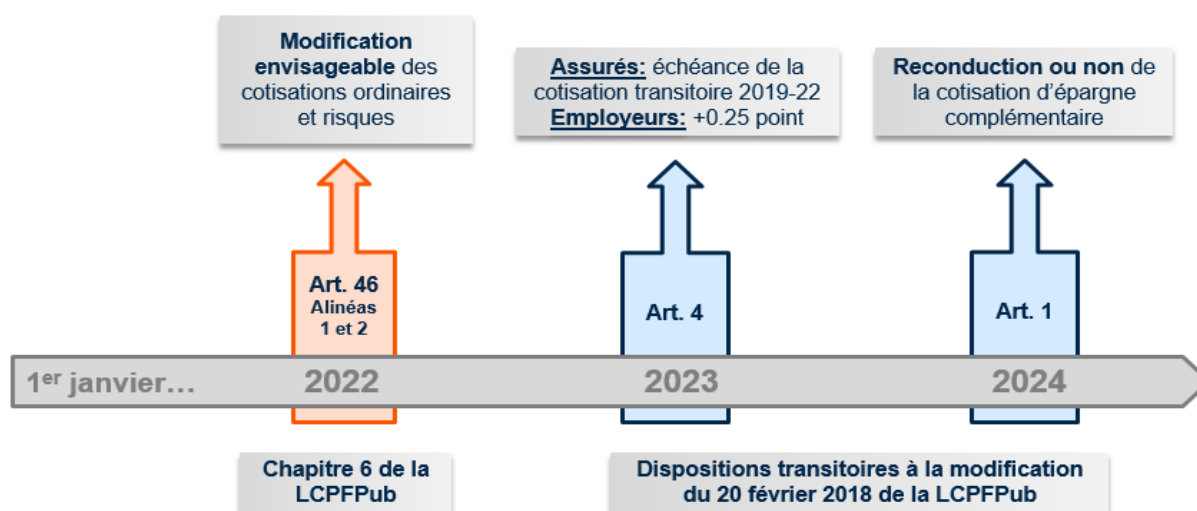 Modification
envisageable des
cotisations ordinaires
et risques
Assurés: échéance de la
cotisation transitoire 2019-22
Employeurs: +0.25 point
Reconduction ou non de
la cotisation d’épargne
complémentaire
Art. 46
Alinéas
1 et 2
Art. 4
Art. 1
1er janvier… 2022 2023 2024
Chapitre 6 de la
LCPFPub
Dispositions transitoires à la modification
du 20 février 2018 de la LCPFPub